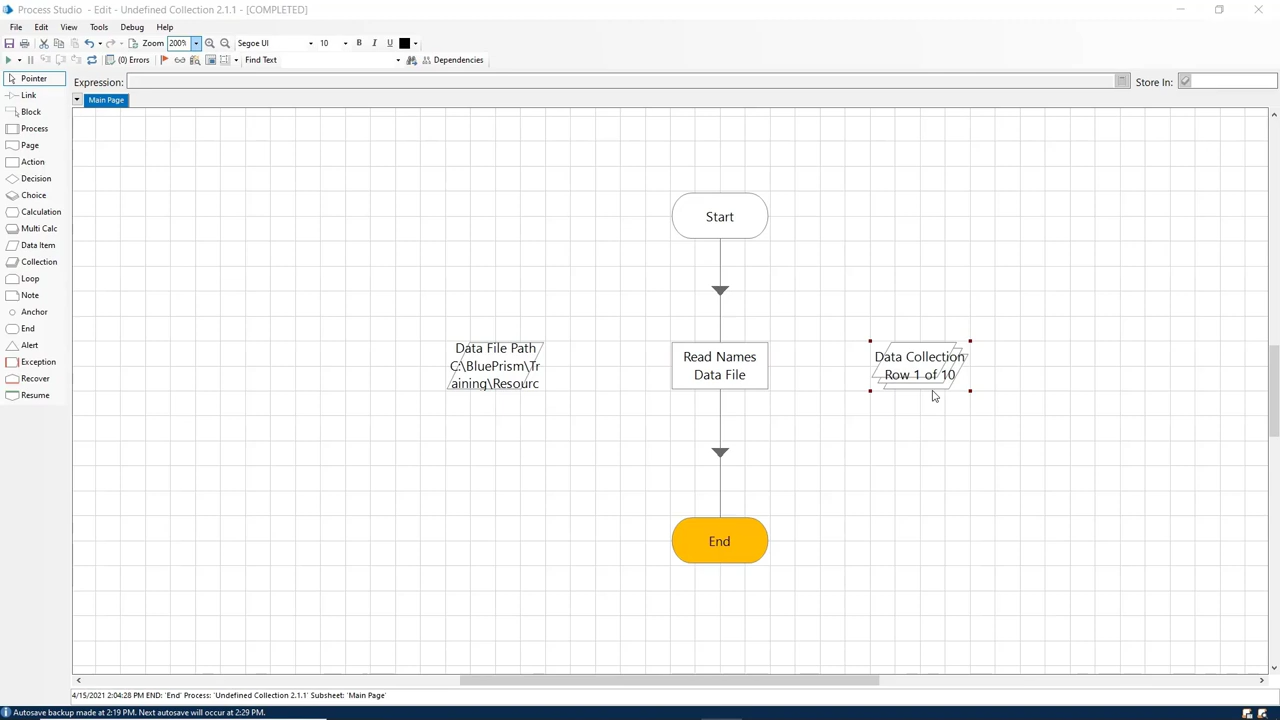 Process Studio - Edit - Undefined Collection 2.1.1 - [COMPLETED]
File Edit View Tools Debug Help
Zoom 200% Segoe UI 10 B I U
(0) Errors Find Text Dependencies
Pointer
Expression: Store In:
Link
Main Page
Block
Process
Page
Action
Decision
Choice
Calculation
Multi Calc
Data Item
Collection
Loop
Note
Anchor
End
Alert
Exception
Recover
Resume
Start
Data File Path
C:\BluePrism\Tr
aining\Resourc
Read Names
Data File
Data Collection
Row 1 of 10
End
4/15/2021 2:04:28 PM END: 'End' Process: 'Undefined Collection 2.1.1' Subsheet: 'Main Page'
Autosave backup made at 2:19 PM. Next autosave will occur at 2:29 PM.